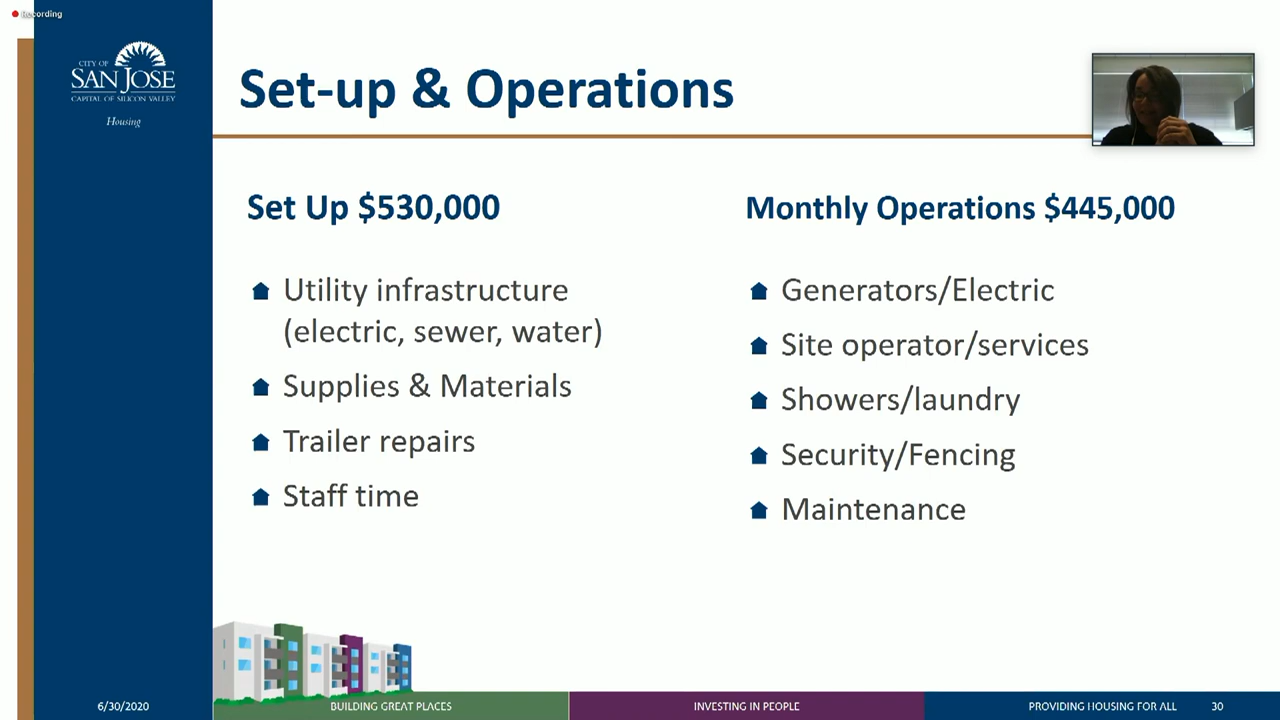 Recording
CITY OF
SAN JOSE
CAPITAL OF SILICON VALLEY
Housing
Set-up & Operations
Set Up $530,000
Utility infrastructure
(electric, sewer, water)
Supplies & Materials
Trailer repairs
Staff time
Monthly Operations $445,000
Generators/Electric
Site operator/services
Showers/laundry
Security/Fencing
Maintenance
6/30/2020
BUILDING GREAT PLACES
INVESTING IN PEOPLE
PROVIDING HOUSING FOR ALL
30